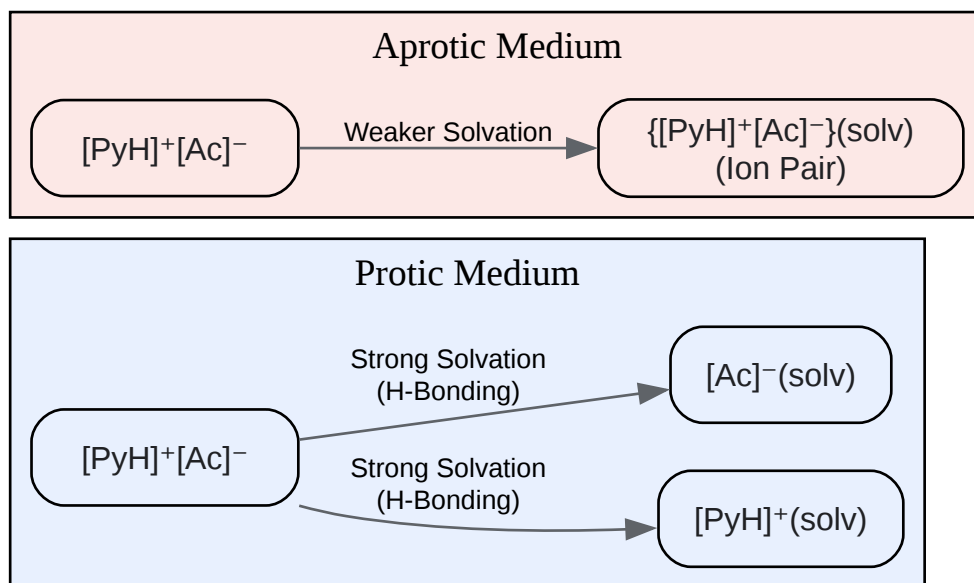 Aprotic Medium
[PyH]⁺[Ac]⁻
Weaker Solvation
{[PyH]⁺[Ac]⁻}(solv)
(Ion Pair)
Protic Medium
[PyH]⁺[Ac]⁻
Strong Solvation
(H-Bonding)
[Ac]⁻(solv)
Strong Solvation
(H-Bonding)
[PyH]⁺(solv)